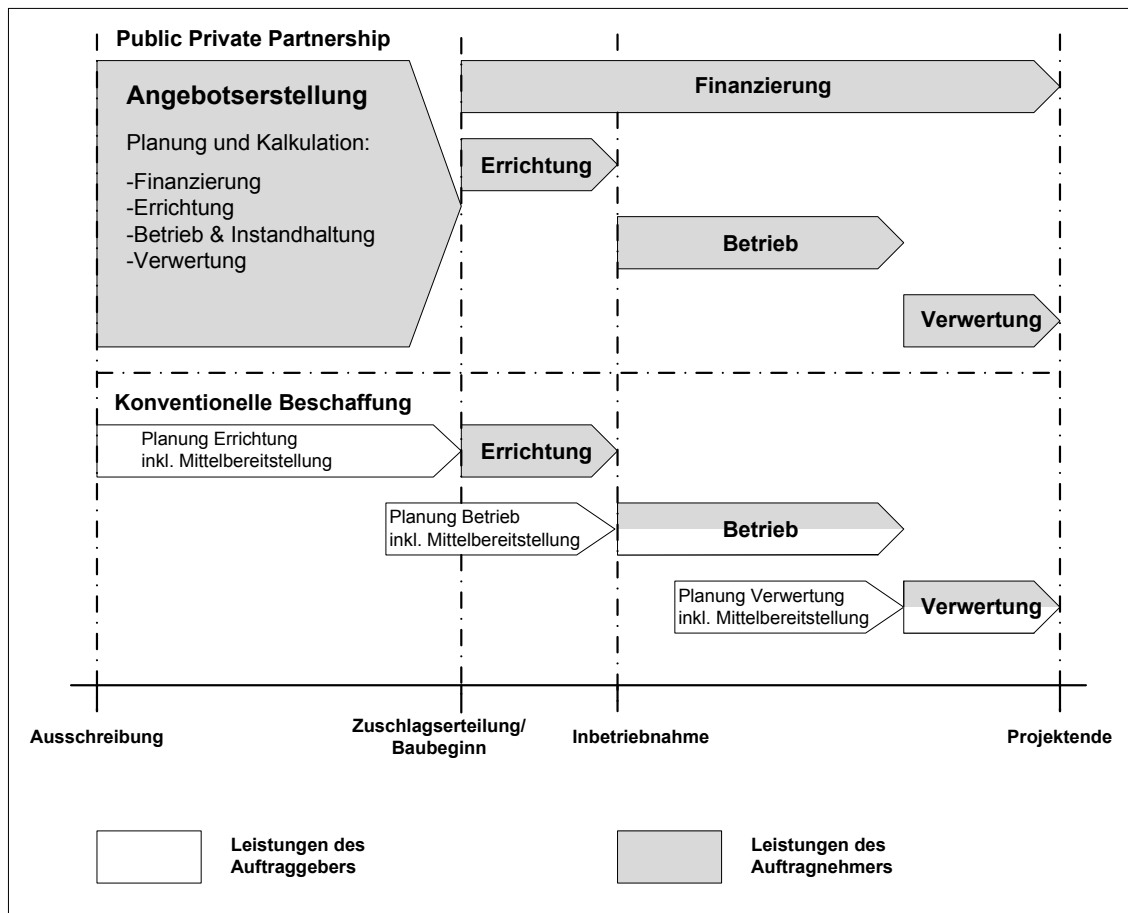 Public Private Partnership
Angebotserstellung
Planung und Kalkulation:
-Finanzierung
-Errichtung
-Betrieb & Instandhaltung
-Verwertung
Finanzierung
Errichtung
Betrieb
Verwertung
Konventionelle Beschaffung
Planung Errichtung
inkl. Mittelbereitstellung
Errichtung
Planung Betrieb
inkl. Mittelbereitstellung
Betrieb
Planung Verwertung
inkl. Mittelbereitstellung
Verwertung
Ausschreibung
Zuschlagserteilung/
Baubeginn
Inbetriebnahme
Projektende
Leistungen des
Auftraggebers
Leistungen des
Auftragnehmers